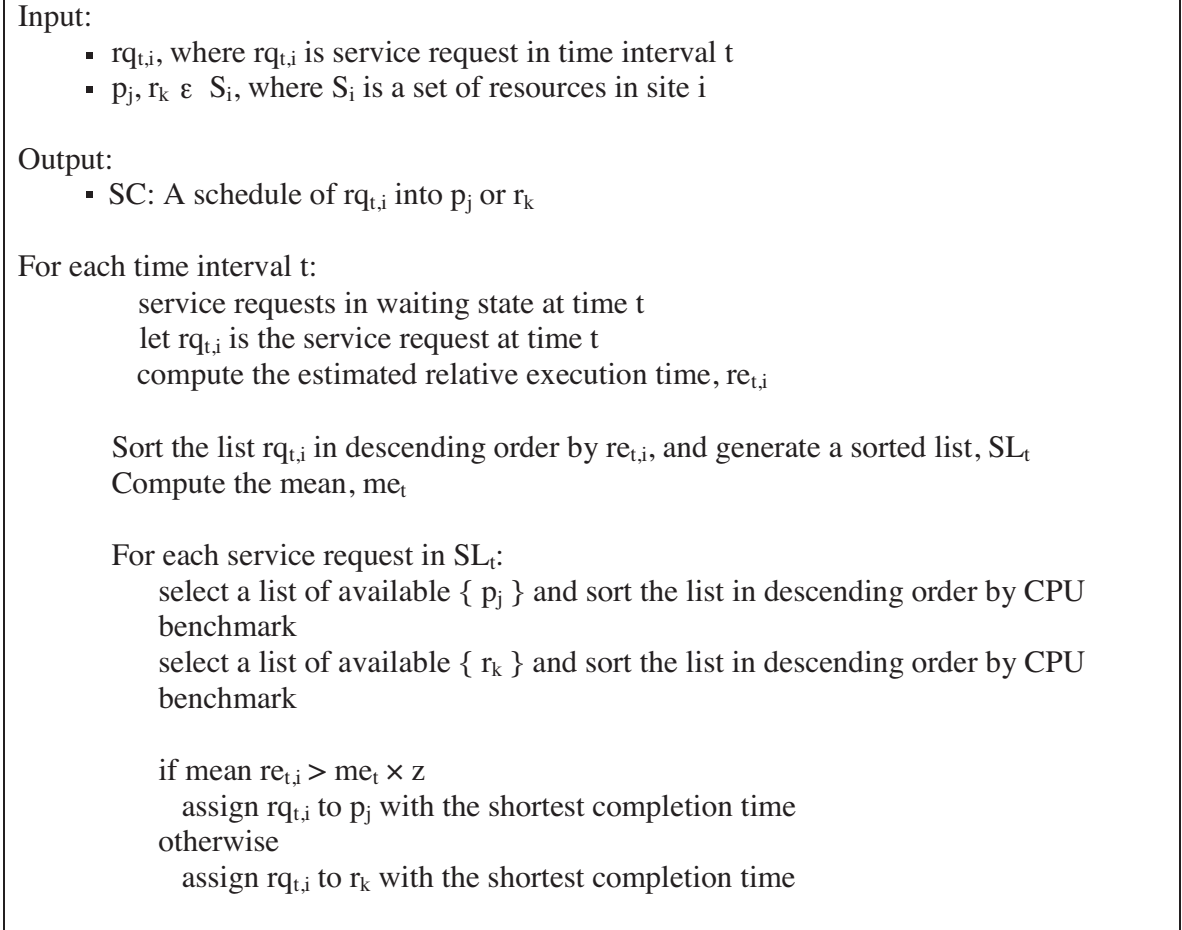 Input:
▪ rq_{t,i}, where rq_{t,i} is service request in time interval t
▪ p_j, r_k ε S_i, where S_i is a set of resources in site i
Output:
▪ SC: A schedule of rq_{t,i} into p_j or r_k
For each time interval t:
service requests in waiting state at time t
let rq_{t,i} is the service request at time t
compute the estimated relative execution time, re_{t,i}
Sort the list rq_{t,i} in descending order by re_{t,i}, and generate a sorted list, SL_t
Compute the mean, me_t
For each service request in SL_t:
select a list of available { p_j } and sort the list in descending order by CPU
benchmark
select a list of available { r_k } and sort the list in descending order by CPU
benchmark
if mean re_{t,i} > me_t × z
assign rq_{t,i} to p_j with the shortest completion time
otherwise
assign rq_{t,i} to r_k with the shortest completion time